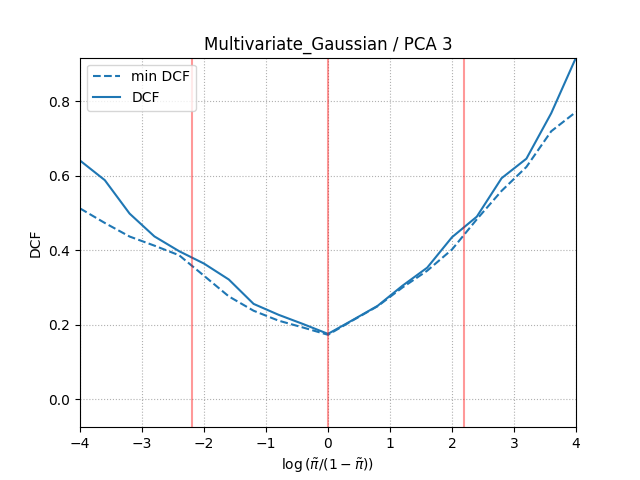 Multivariate_Gaussian / PCA 3
min DCF
DCF
DCF
0.8
0.6
0.4
0.2
0.0
−4 −3 −2 −1 0 1 2 3 4
log (π̃/(1 − π̃))